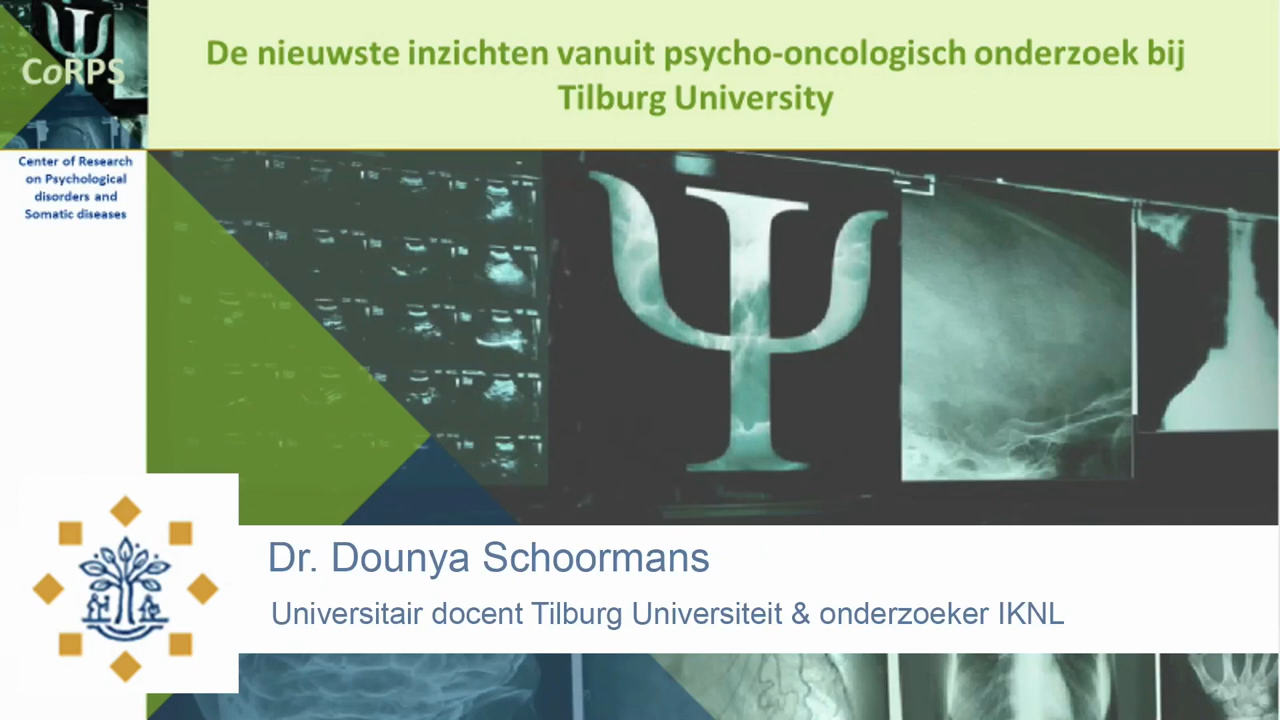 CoRPS
De nieuwste inzichten vanuit psycho-oncologisch onderzoek bij
Tilburg University
Center of Research
on Psychological
disorders and
Somatic diseases
Ψ
Dr. Dounya Schoormans
Universitair docent Tilburg Universiteit & onderzoeker IKNL